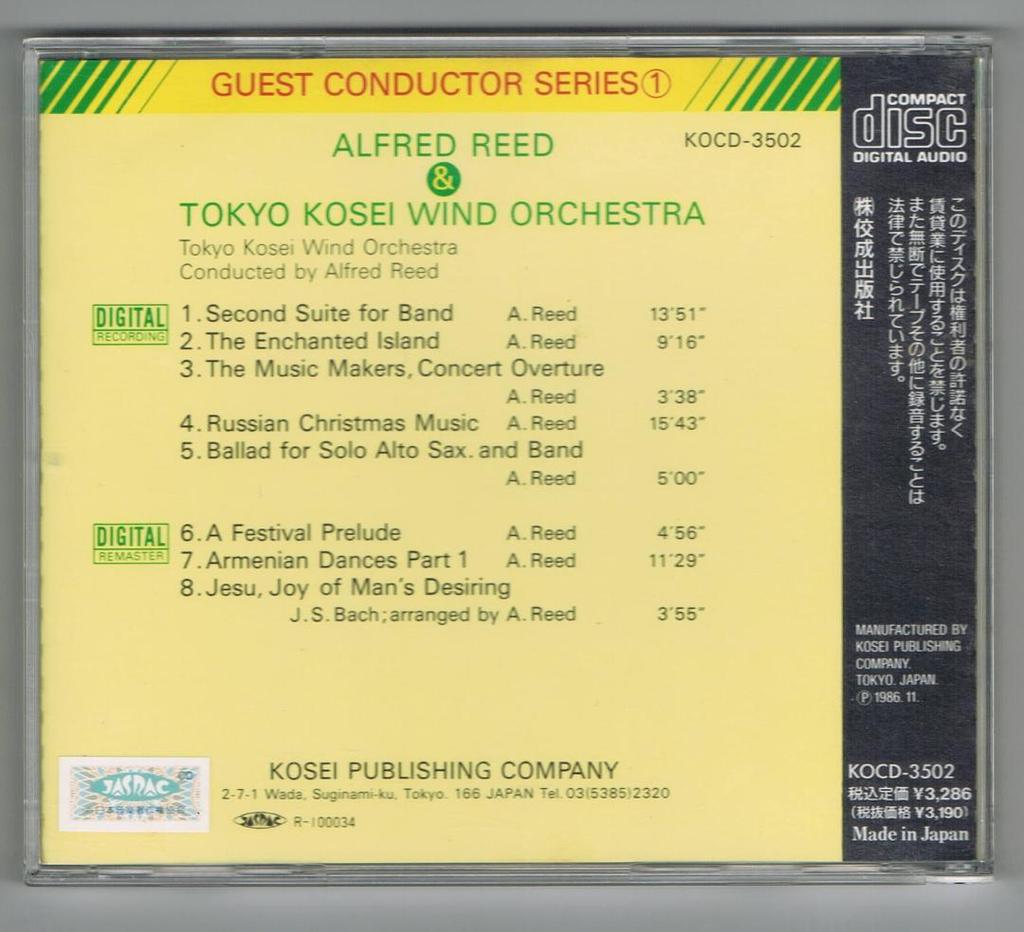 GUEST CONDUCTOR SERIES①
ALFRED REED
KOCD-3502
&
TOKYO KOSEI WIND ORCHESTRA
Tokyo Kosei Wind Orchestra
Conducted by Alfred Reed
DIGITAL
RECORDING
1. Second Suite for Band A. Reed 13'51"
2. The Enchanted Island A. Reed 9'16"
3. The Music Makers, Concert Overture
A. Reed 3'38"
4. Russian Christmas Music A. Reed 15'43"
5. Ballad for Solo Alto Sax. and Band
A. Reed 5'00"
DIGITAL
REMASTER
6. A Festival Prelude A. Reed 4'56"
7. Armenian Dances Part 1 A. Reed 11'29"
8. Jesu, Joy of Man's Desiring
J. S. Bach; arranged by A. Reed 3'55"
JASRAC
KOSEI PUBLISHING COMPANY
2-7-1 Wada, Suginami-ku, Tokyo. 166 JAPAN Tel. 03(5385)2320
JASRAC R-100034
COMPACT
disc
DIGITAL AUDIO
このディスクは権利者の許諾なく
賃貸業に使用することを禁じます。
また無断でテープその他に録音することは
法律で禁じられています。
㈱佼成出版社
MANUFACTURED BY
KOSEI PUBLISHING
COMPANY.
TOKYO. JAPAN.
Ⓟ 1986. 11.
KOCD-3502
税込定価 ¥3,286
(税抜価格 ¥3,190)
Made in Japan